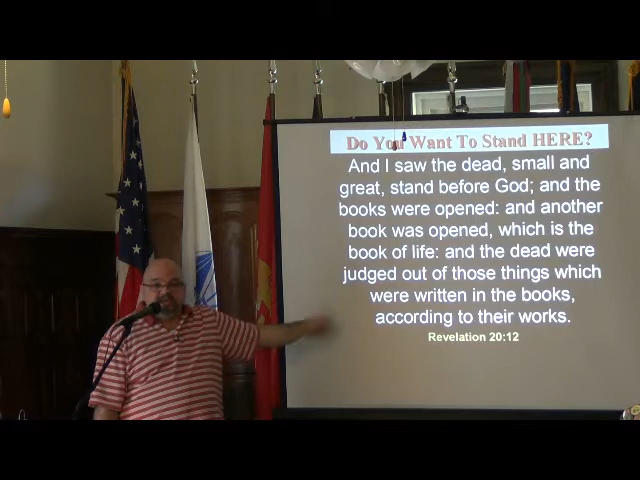 Do You Want To Stand HERE?
And I saw the dead, small and
great, stand before God; and the
books were opened: and another
book was opened, which is the
book of life: and the dead were
judged out of those things which
were written in the books,
according to their works.
Revelation 20:12